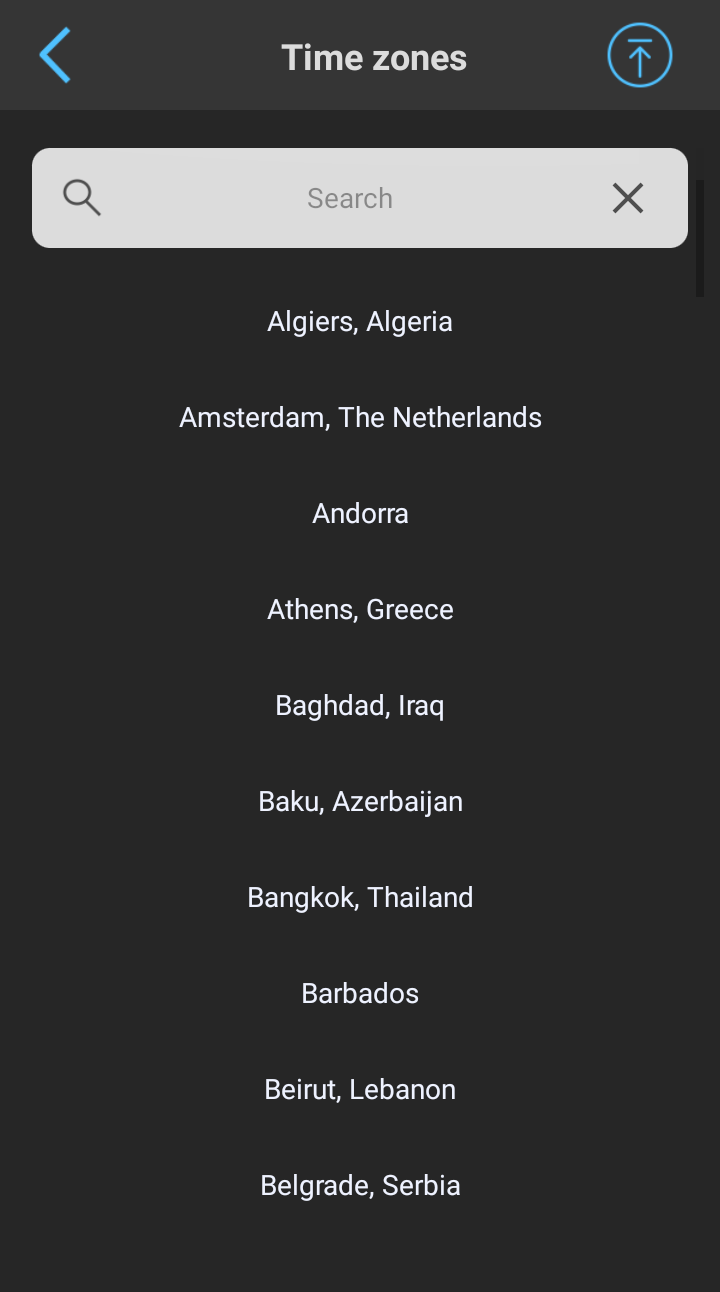 Time zones
Search
Algiers, Algeria
Amsterdam, The Netherlands
Andorra
Athens, Greece
Baghdad, Iraq
Baku, Azerbaijan
Bangkok, Thailand
Barbados
Beirut, Lebanon
Belgrade, Serbia